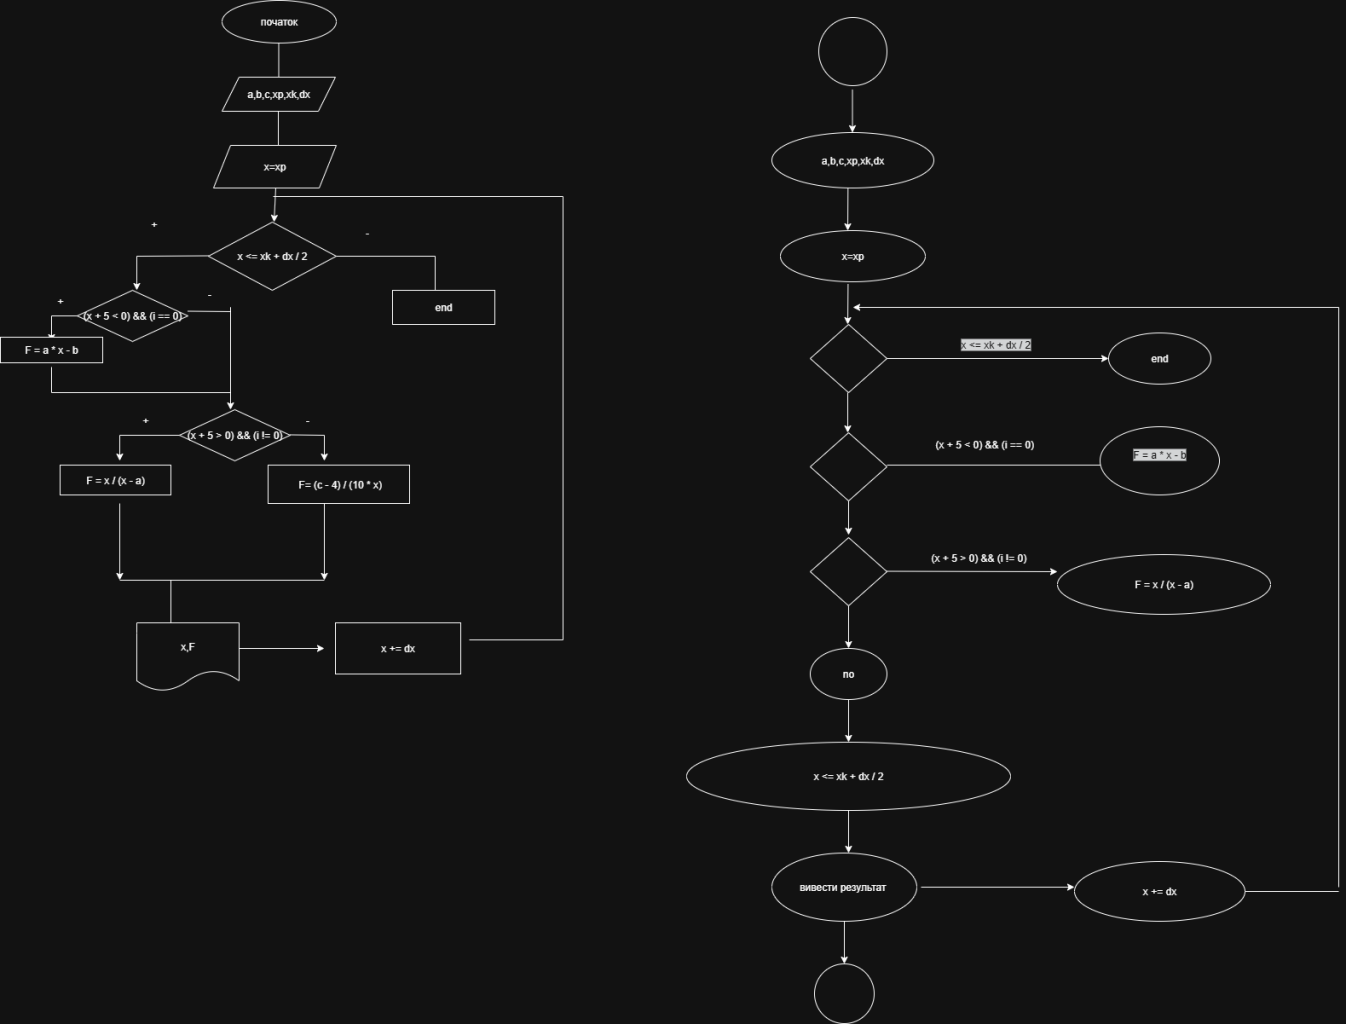 початок
a,b,c,xp,xk,dx
x=xp
+
-
x <= xk + dx / 2
end
+
-
(x + 5 < 0) && (i == 0)
F = a * x - b
+
-
(x + 5 > 0) && (i != 0)
F = x / (x - a)
F= (c - 4) / (10 * x)
x,F
x += dx
a,b,c,xp,xk,dx
x=xp
x <= xk + dx / 2
end
(x + 5 < 0) && (i == 0)
F = a * x - b
(x + 5 > 0) && (i != 0)
F = x / (x - a)
no
x <= xk + dx / 2
вивести результат
x += dx